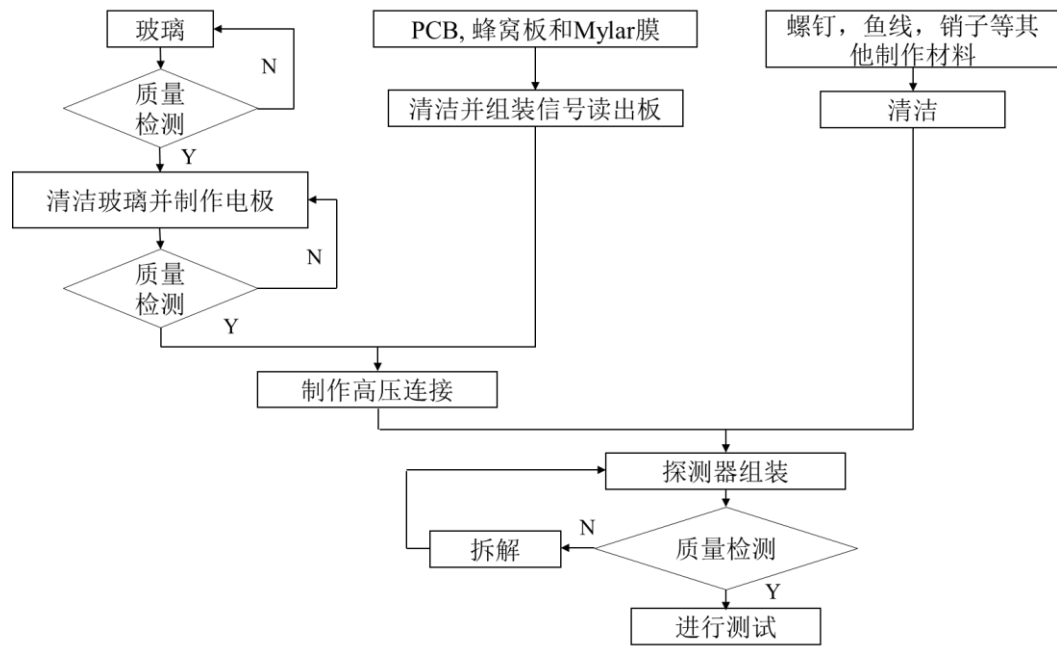 玻璃
N
质量
检测
Y
清洁玻璃并制作电极
N
质量
检测
Y
PCB, 蜂窝板和Mylar膜
清洁并组装信号读出板
螺钉，鱼线，销子等其
他制作材料
清洁
制作高压连接
探测器组装
N
拆解
质量检测
Y
进行测试